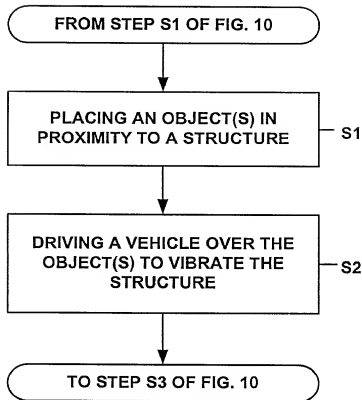 FROM STEP S1 OF FIG. 10
PLACING AN OBJECT(S) IN
PROXIMITY TO A STRUCTURE
S1
DRIVING A VEHICLE OVER THE
OBJECT(S) TO VIBRATE THE
STRUCTURE
S2
TO STEP S3 OF FIG. 10